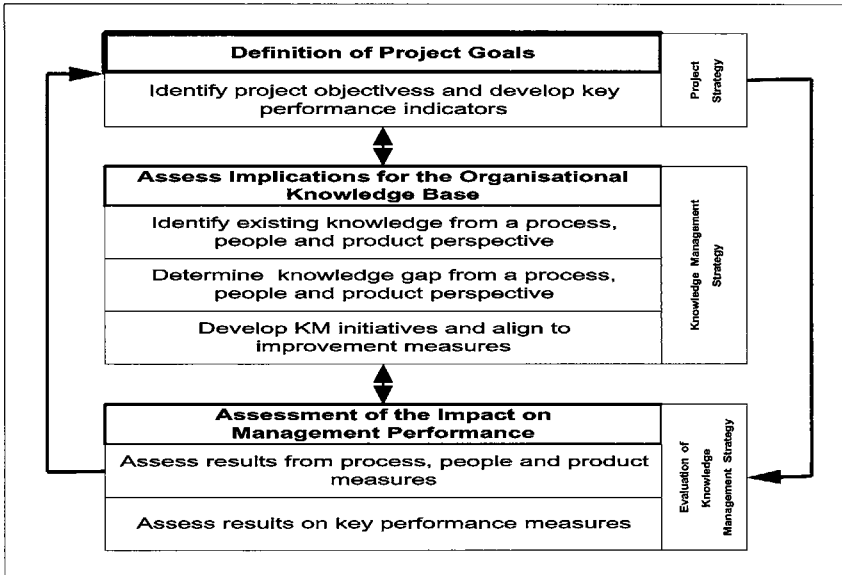 Definition of Project Goals
Identify project objectivess and develop key
performance indicators
Project
Strategy
Assess Implications for the Organisational
Knowledge Base
Identify existing knowledge from a process,
people and product perspective
Determine knowledge gap from a process,
people and product perspective
Develop KM initiatives and align to
improvement measures
Knowledge Management
Strategy
Assessment of the Impact on
Management Performance
Assess results from process, people and product
measures
Assess results on key performance measures
Evaluation of
Knowledge
Management Strategy